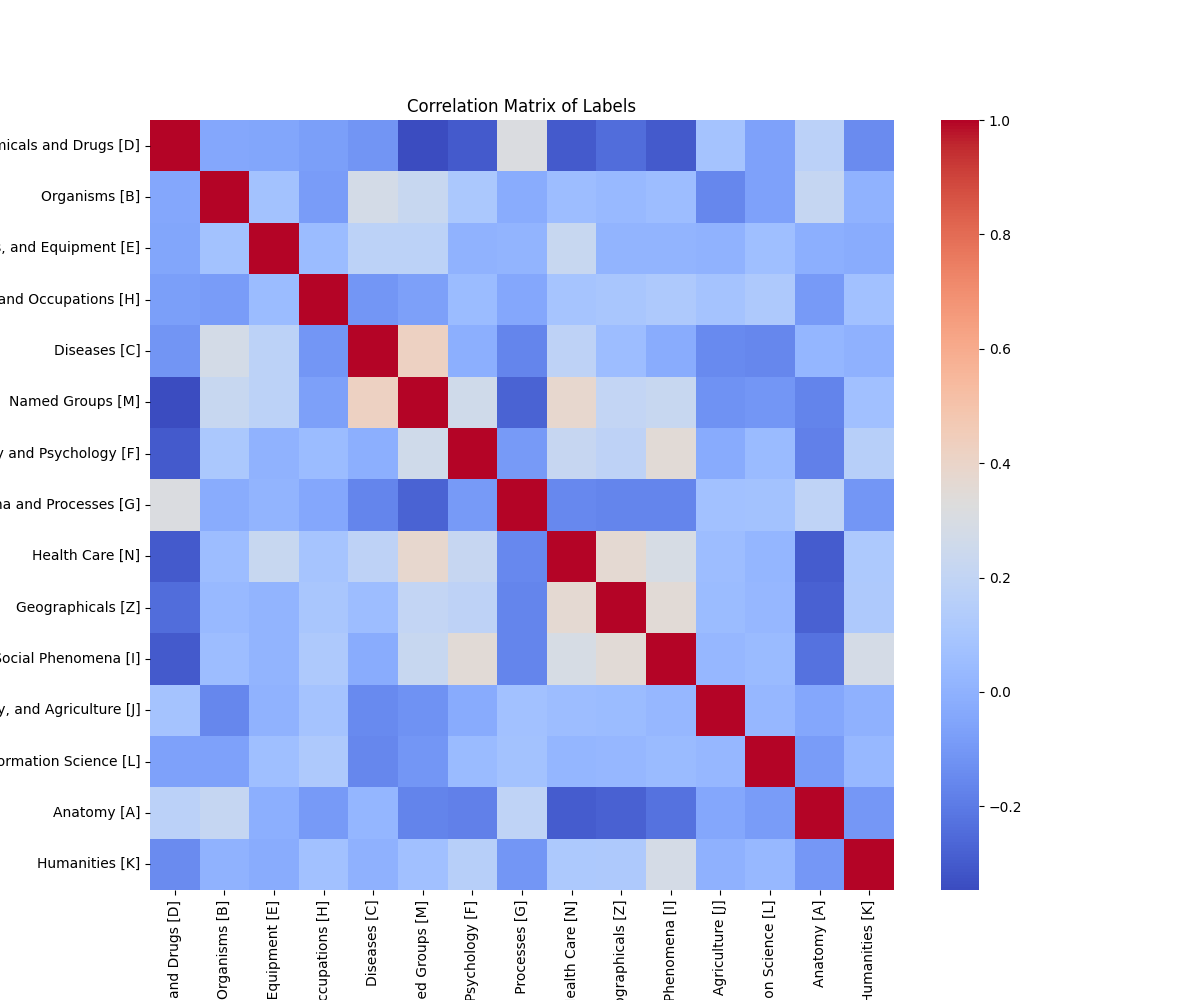 Correlation Matrix of Labels
icals and Drugs [D]
Organisms [B]
, and Equipment [E]
and Occupations [H]
Diseases [C]
Named Groups [M]
y and Psychology [F]
a and Processes [G]
Health Care [N]
Geographicals [Z]
Social Phenomena [I]
y, and Agriculture [J]
ormation Science [L]
Anatomy [A]
Humanities [K]
and Drugs [D]
Organisms [B]
Equipment [E]
ccupations [H]
Diseases [C]
ed Groups [M]
Psychology [F]
Processes [G]
ealth Care [N]
ographicals [Z]
Phenomena [I]
Agriculture [J]
on Science [L]
Anatomy [A]
Humanities [K]
1.0
0.8
0.6
0.4
0.2
0.0
−0.2